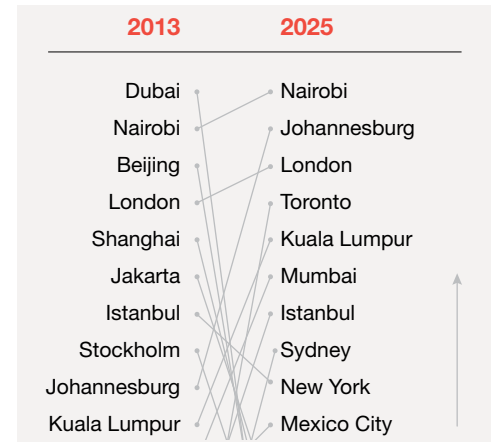 2013 2025
Dubai Nairobi
Nairobi Johannesburg
Beijing London
London Toronto
Shanghai Kuala Lumpur
Jakarta Mumbai
Istanbul Istanbul
Stockholm Sydney
Johannesburg New York
Kuala Lumpur Mexico City